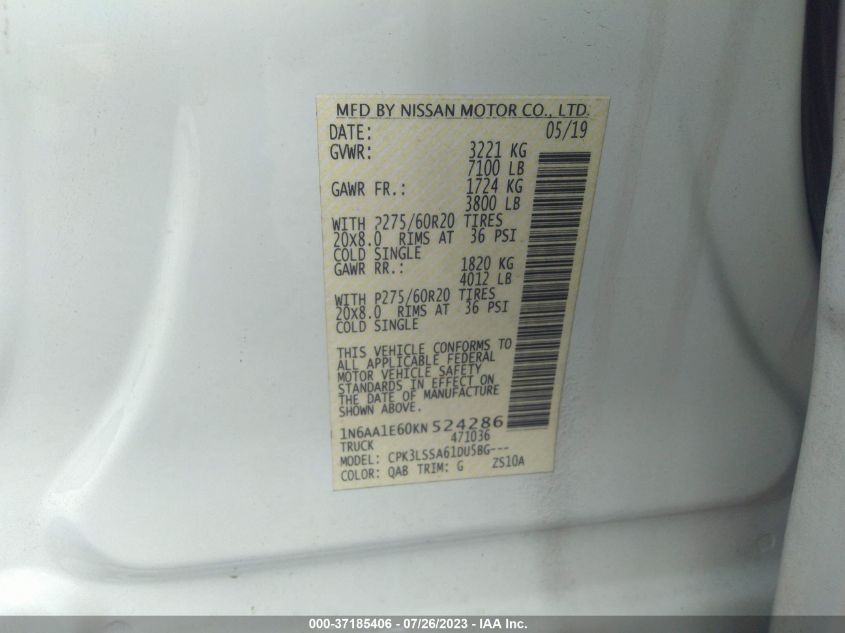 MFD BY NISSAN MOTOR CO., LTD.
DATE: 05/19
GVWR: 3221 KG
7100 LB
GAWR FR.: 1724 KG
3800 LB
WITH P275/60R20 TIRES
20X8.0 RIMS AT 36 PSI
COLD SINGLE
GAWR RR.: 1820 KG
4012 LB
WITH P275/60R20 TIRES
20X8.0 RIMS AT 36 PSI
COLD SINGLE
THIS VEHICLE CONFORMS TO
ALL APPLICABLE FEDERAL
MOTOR VEHICLE SAFETY
STANDARDS IN EFFECT ON
THE DATE OF MANUFACTURE
SHOWN ABOVE.
1N6AA1E60KN524286
TRUCK 471036
MODEL: CPK3LSSA61DU5BG---
COLOR: QAB TRIM: G ZS10A
000-37185406 - 07/26/2023 - IAA Inc.